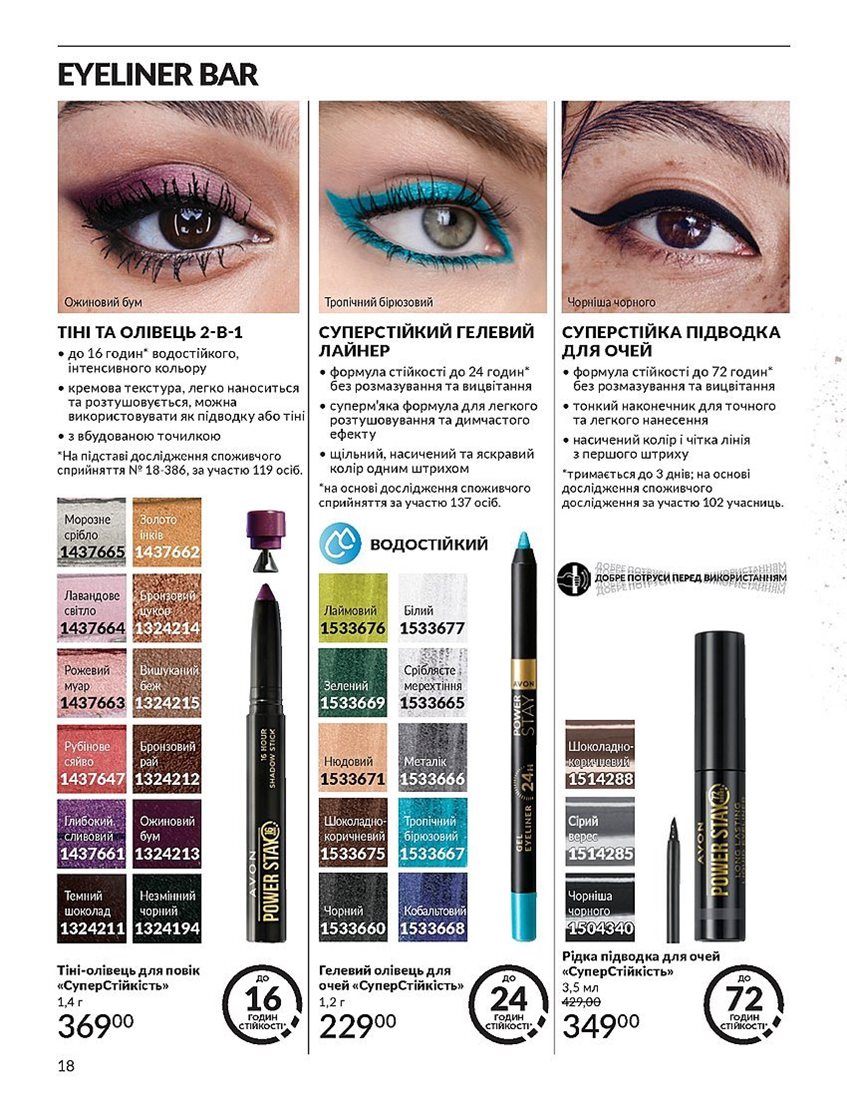 EYELINER BAR
Ожиновий бум
ТІНІ ТА ОЛІВЕЦЬ 2-В-1
• до 16 годин* водостійкого,
інтенсивного кольору
• кремова текстура, легко наноситься
та розтушовується, можна
використовувати як підводку або тіні
• з вбудованою точилкою
*На підставі дослідження споживчого
сприйняття № 18-386, за участю 119 осіб.
Морозне
срібло
1437665
Золото
інків
1437662
Лавандове
світло
1437664
Бронзовий
цукор
1324214
Рожевий
муар
1437663
Вишуканий
беж
1324215
Рубінове
сяйво
1437647
Бронзовий
рай
1324212
Глибокий
сливовий
1437661
Ожиновий
бум
1324213
Темний
шоколад
1324211
Незмінний
чорний
1324194
16 HOUR
SHADOW STICK
AVON
POWER STAY
Тіні-олівець для повік
«СуперСтійкість»
1,4 г
369⁰⁰
ДО
16
ГОДИН
СТІЙКОСТІ*
Тропічний бірюзовий
СУПЕРСТІЙКИЙ ГЕЛЕВИЙ
ЛАЙНЕР
• формула стійкості до 24 годин*
без розмазування та вицвітання
• суперм'яка формула для легкого
розтушовування та димчастого
ефекту
• щільний, насичений та яскравий
колір одним штрихом
*на основі дослідження споживчого
сприйняття за участю 137 осіб.
ВОДОСТІЙКИЙ
Лаймовий
1533676
Білий
1533677
Зелений
1533669
Сріблясте
мерехтіння
1533665
Нюдовий
1533671
Металік
1533666
Шоколадно-
коричневий
1533675
Тропічний
бірюзовий
1533667
Чорний
1533660
Кобальтовий
1533668
AVON
POWER
STAY
24H
GEL
EYELINER
Гелевий олівець для
очей «СуперСтійкість»
1,2 г
229⁰⁰
ДО
24
ГОДИН
СТІЙКОСТІ*
Чорніша чорного
СУПЕРСТІЙКА ПІДВОДКА
ДЛЯ ОЧЕЙ
• формула стійкості до 72 годин*
без розмазування та вицвітання
• тонкий наконечник для точного
та легкого нанесення
• насичений колір і чітка лінія
з першого штриху
*тримається до 3 днів; на основі
дослідження споживчого
дослідження за участю 102 учасниць.
ДОБРЕ ПОТРУСИ ПЕРЕД ВИКОРИСТАННЯМ
Шоколадно-
коричневий
1514288
Сірий
верес
1514285
Чорніша
чорного
1504340
AVON
POWER STAY
LONG LASTING
Рідка підводка для очей
«СуперСтійкість»
3,5 мл
429,00
349⁰⁰
ДО
72
ГОДИН
СТІЙКОСТІ*
18